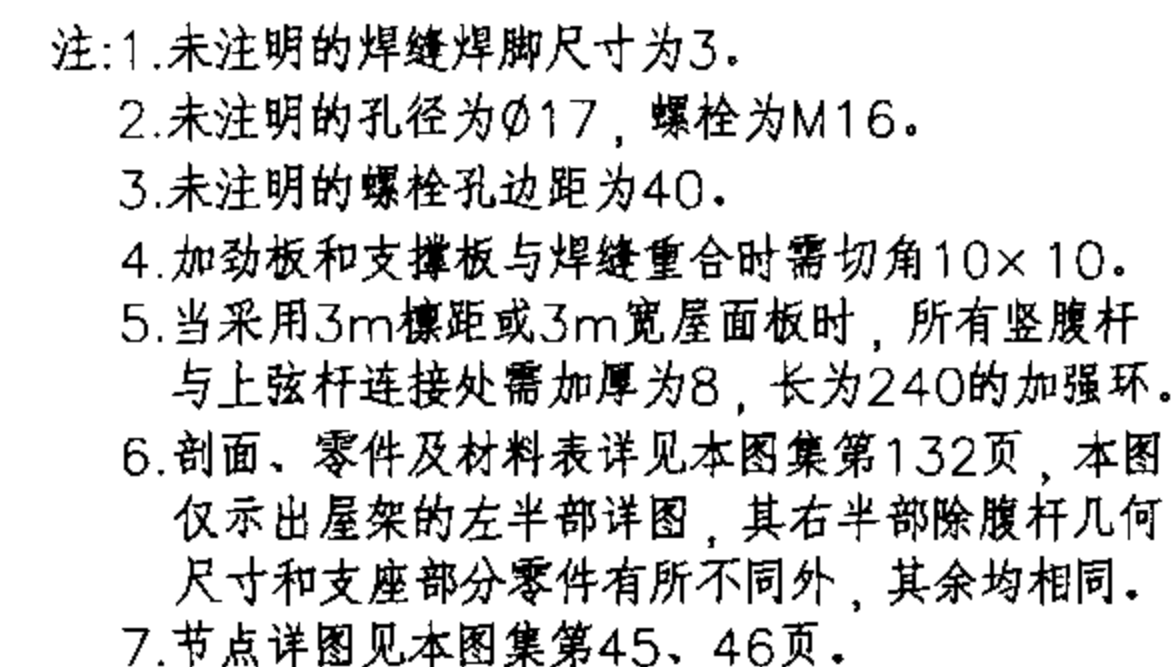 注:1.未注明的焊缝焊脚尺寸为3。
2.未注明的孔径为Ø17，螺栓为M16。
3.未注明的螺栓孔边距为40。
4.加劲板和支撑板与焊缝重合时需切角10×10。
5.当采用3m檩距或3m宽屋面板时，所有竖腹杆
与上弦杆连接处需加厚为8，长为240的加强环。
6.剖面、零件及材料表详见本图集第132页，本图
仅示出屋架的左半部详图，其右半部除腹杆几何
尺寸和支座部分零件有所不同外，其余均相同。
7.节点详图见本图集第45、46页。